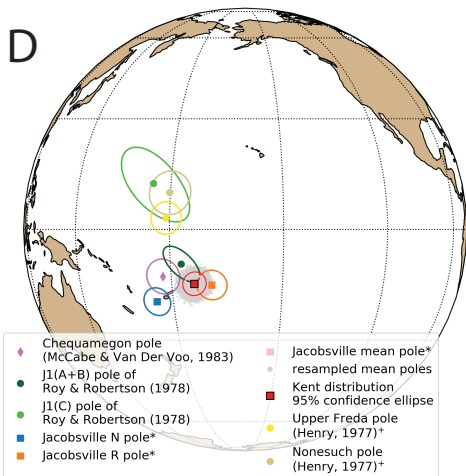 D
Chequamegon pole
(McCabe & Van Der Voo, 1983)
J1(A+B) pole of
Roy & Robertson (1978)
J1(C) pole of
Roy & Robertson (1978)
Jacobsville N pole*
Jacobsville R pole*
Jacobsville mean pole*
resampled mean poles
Kent distribution
95% confidence ellipse
Upper Freda pole
(Henry, 1977)⁺
Nonesuch pole
(Henry, 1977)⁺